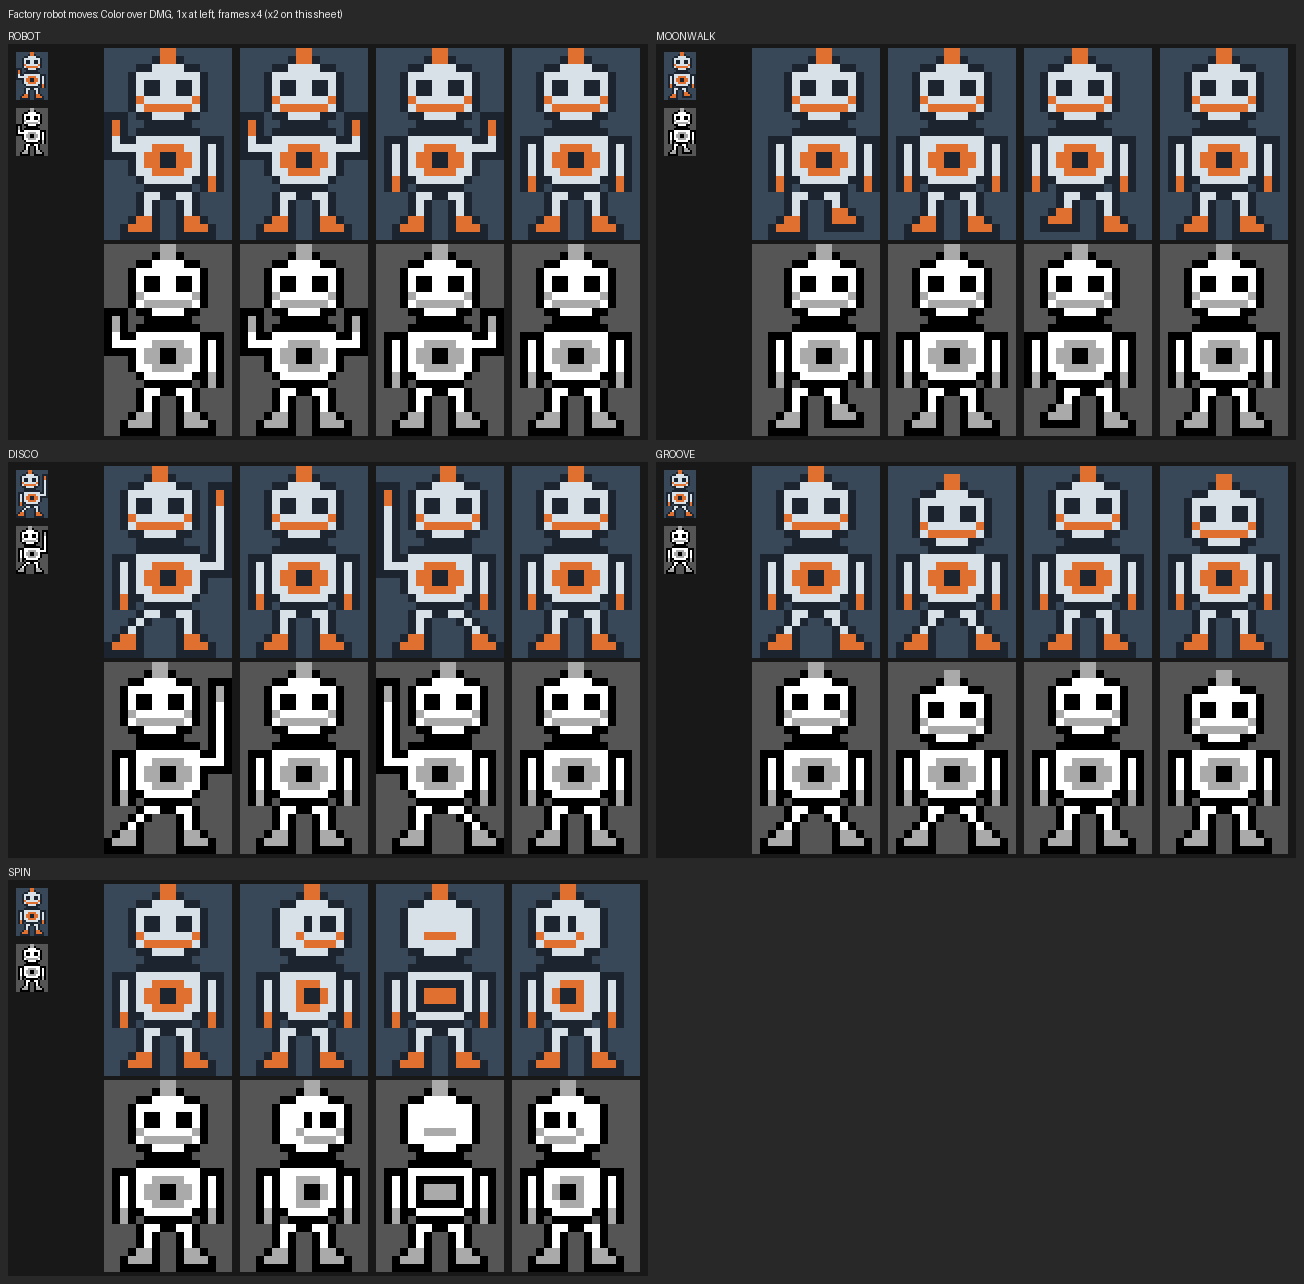 Factory robot moves: Color over DMG, 1x at left, frames x4 (x2 on this sheet)
ROBOT
MOONWALK
DISCO
GROOVE
SPIN